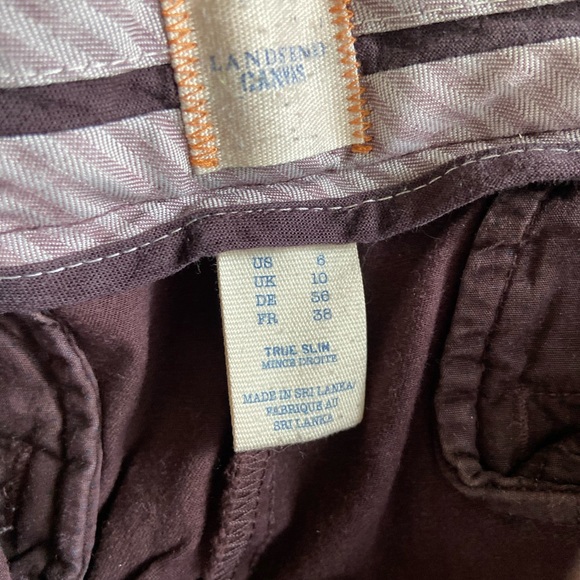 LANDS'END
CANVAS
US 6
UK 10
DE 36
FR 38
TRUE SLIM
MINCE DROITE
MADE IN SRI LANKA/
FABRIQUE AU
SRI LANKA